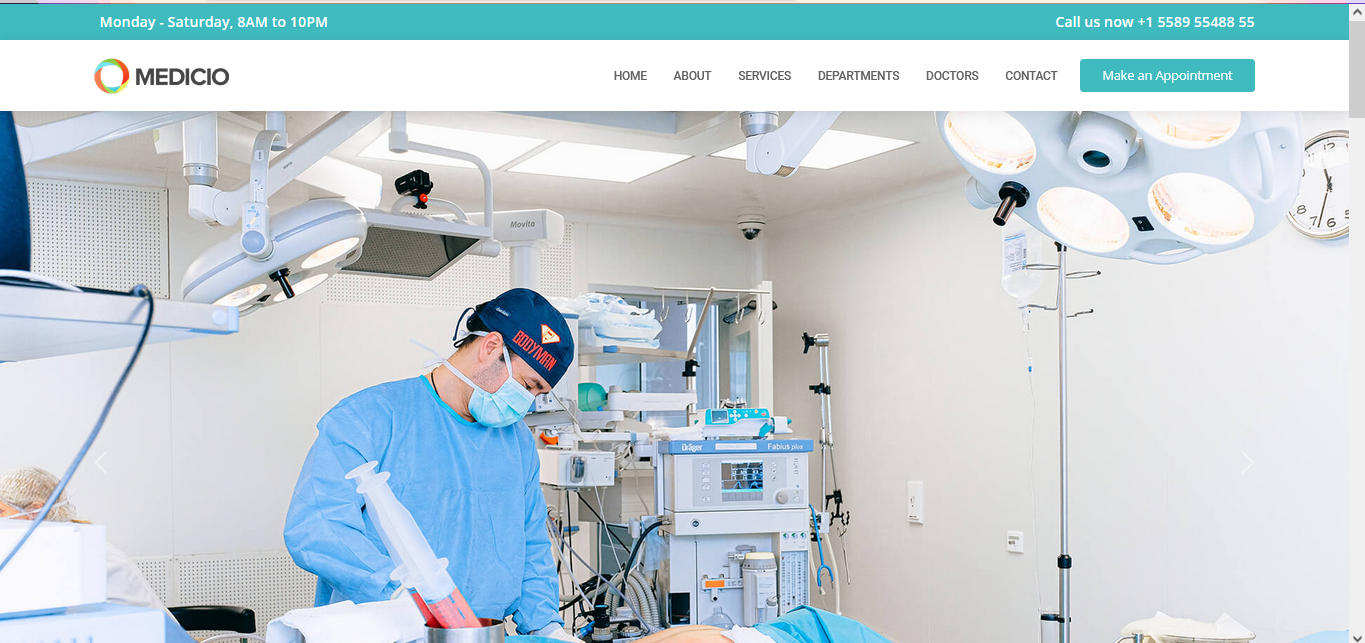 Monday - Saturday, 8AM to 10PM
Call us now +1 5589 55488 55
MEDICIO
HOME
ABOUT
SERVICES
DEPARTMENTS
DOCTORS
CONTACT
Make an Appointment
Movita
BODYMAN
Dräger
Fabius plus